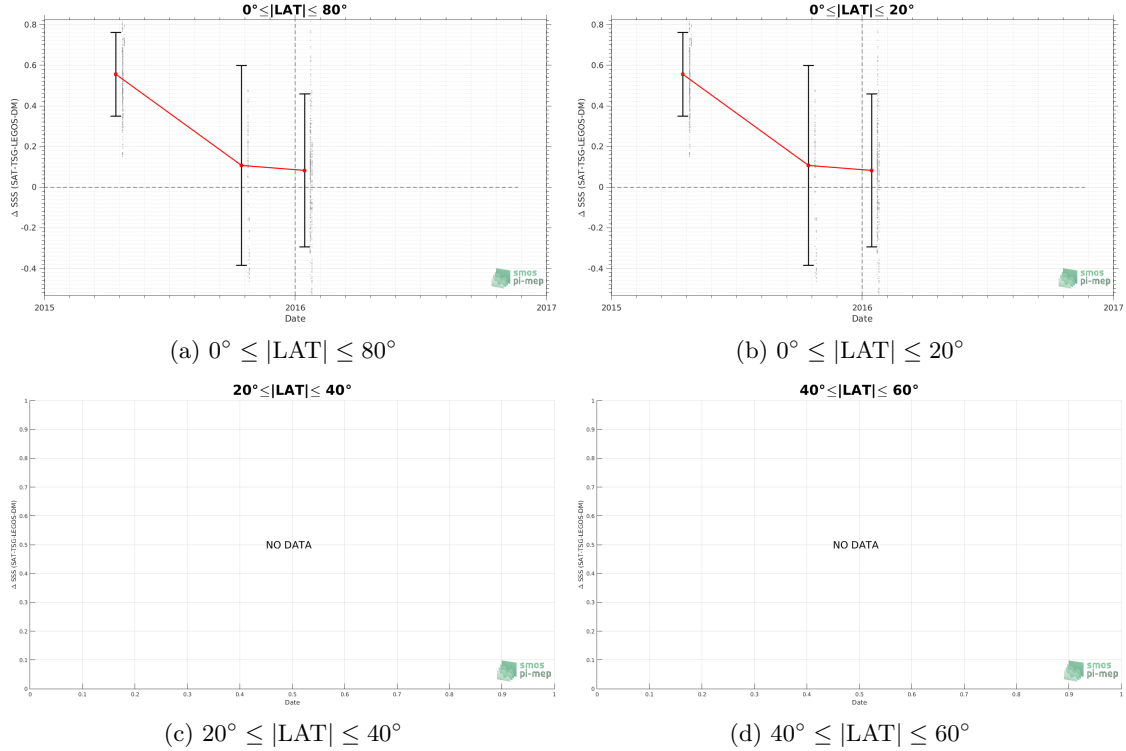 0°≤|LAT|≤ 80°
0.8
0.6
0.4
0.2
0
-0.2
-0.4
Δ SSS (SAT-TSG-LEGOS-DM)
smos
pi-mep
2015
2016
2017
Date
(a) 0° ≤ |LAT| ≤ 80°
0°≤|LAT|≤ 20°
0.8
0.6
0.4
0.2
0
-0.2
-0.4
Δ SSS (SAT-TSG-LEGOS-DM)
smos
pi-mep
2015
2016
2017
Date
(b) 0° ≤ |LAT| ≤ 20°
20°≤|LAT|≤ 40°
1
0.9
0.8
0.7
0.6
0.5
0.4
0.3
0.2
0.1
0
Δ SSS (SAT-TSG-LEGOS-DM)
NO DATA
smos
pi-mep
0 0.1 0.2 0.3 0.4 0.5 0.6 0.7 0.8 0.9 1
Date
(c) 20° ≤ |LAT| ≤ 40°
40°≤|LAT|≤ 60°
1
0.9
0.8
0.7
0.6
0.5
0.4
0.3
0.2
0.1
0
Δ SSS (SAT-TSG-LEGOS-DM)
NO DATA
smos
pi-mep
0 0.1 0.2 0.3 0.4 0.5 0.6 0.7 0.8 0.9 1
Date
(d) 40° ≤ |LAT| ≤ 60°